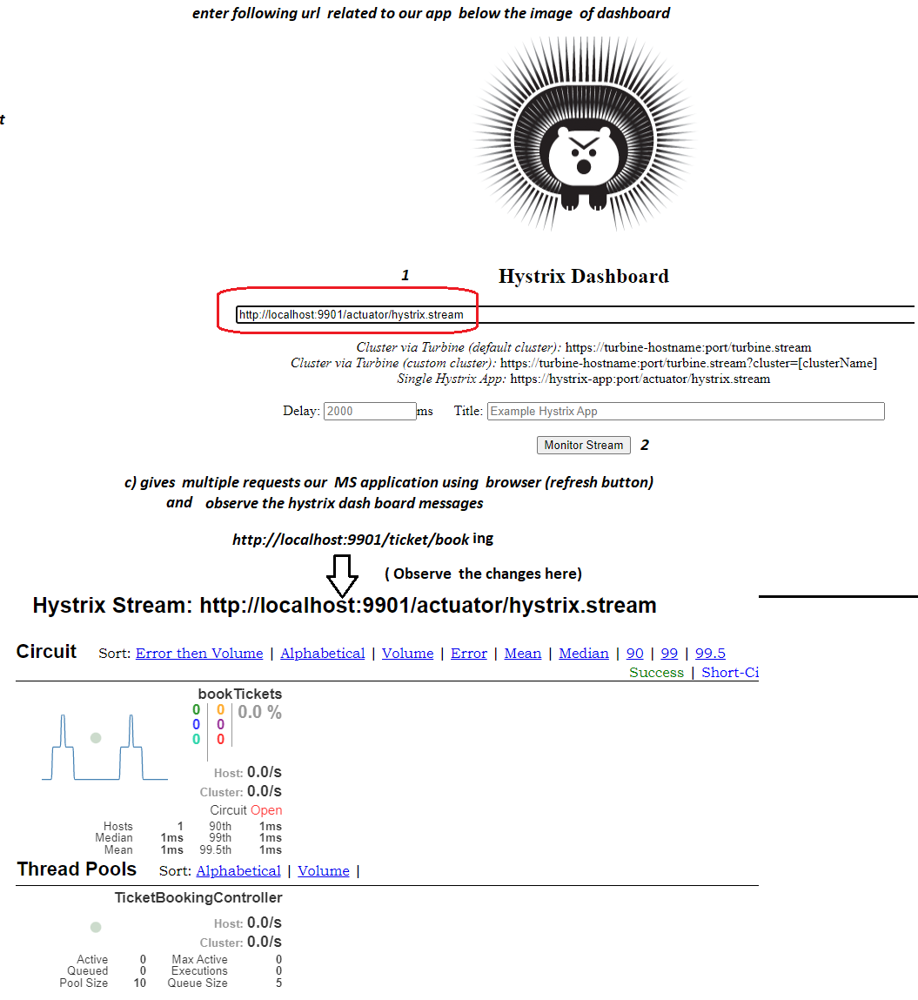 enter following url related to our app below the image of dashboard
t
1
Hystrix Dashboard
http://localhost:9901/actuator/hystrix.stream
Cluster via Turbine (default cluster): https://turbine-hostname:port/turbine.stream
Cluster via Turbine (custom cluster): https://turbine-hostname:port/turbine.stream?cluster=[clusterName]
Single Hystrix App: https://hystrix-app:port/actuator/hystrix.stream
Delay: 2000 ms Title: Example Hystrix App
Monitor Stream 2
c) gives multiple requests our MS application using browser (refresh button)
and observe the hystrix dash board messages
http://localhost:9901/ticket/book ing
( Observe the changes here)
Hystrix Stream: http://localhost:9901/actuator/hystrix.stream
Circuit Sort: Error then Volume | Alphabetical | Volume | Error | Mean | Median | 90 | 99 | 99.5
Success | Short-Ci
bookTickets
0 0 0.0 %
0 0
0 0
Host: 0.0/s
Cluster: 0.0/s
Circuit Open
Hosts 1 90th 1ms
Median 1ms 99th 1ms
Mean 1ms 99.5th 1ms
Thread Pools Sort: Alphabetical | Volume |
TicketBookingController
Host: 0.0/s
Cluster: 0.0/s
Active 0 Max Active 0
Queued 0 Executions 0
Pool Size 10 Queue Size 5